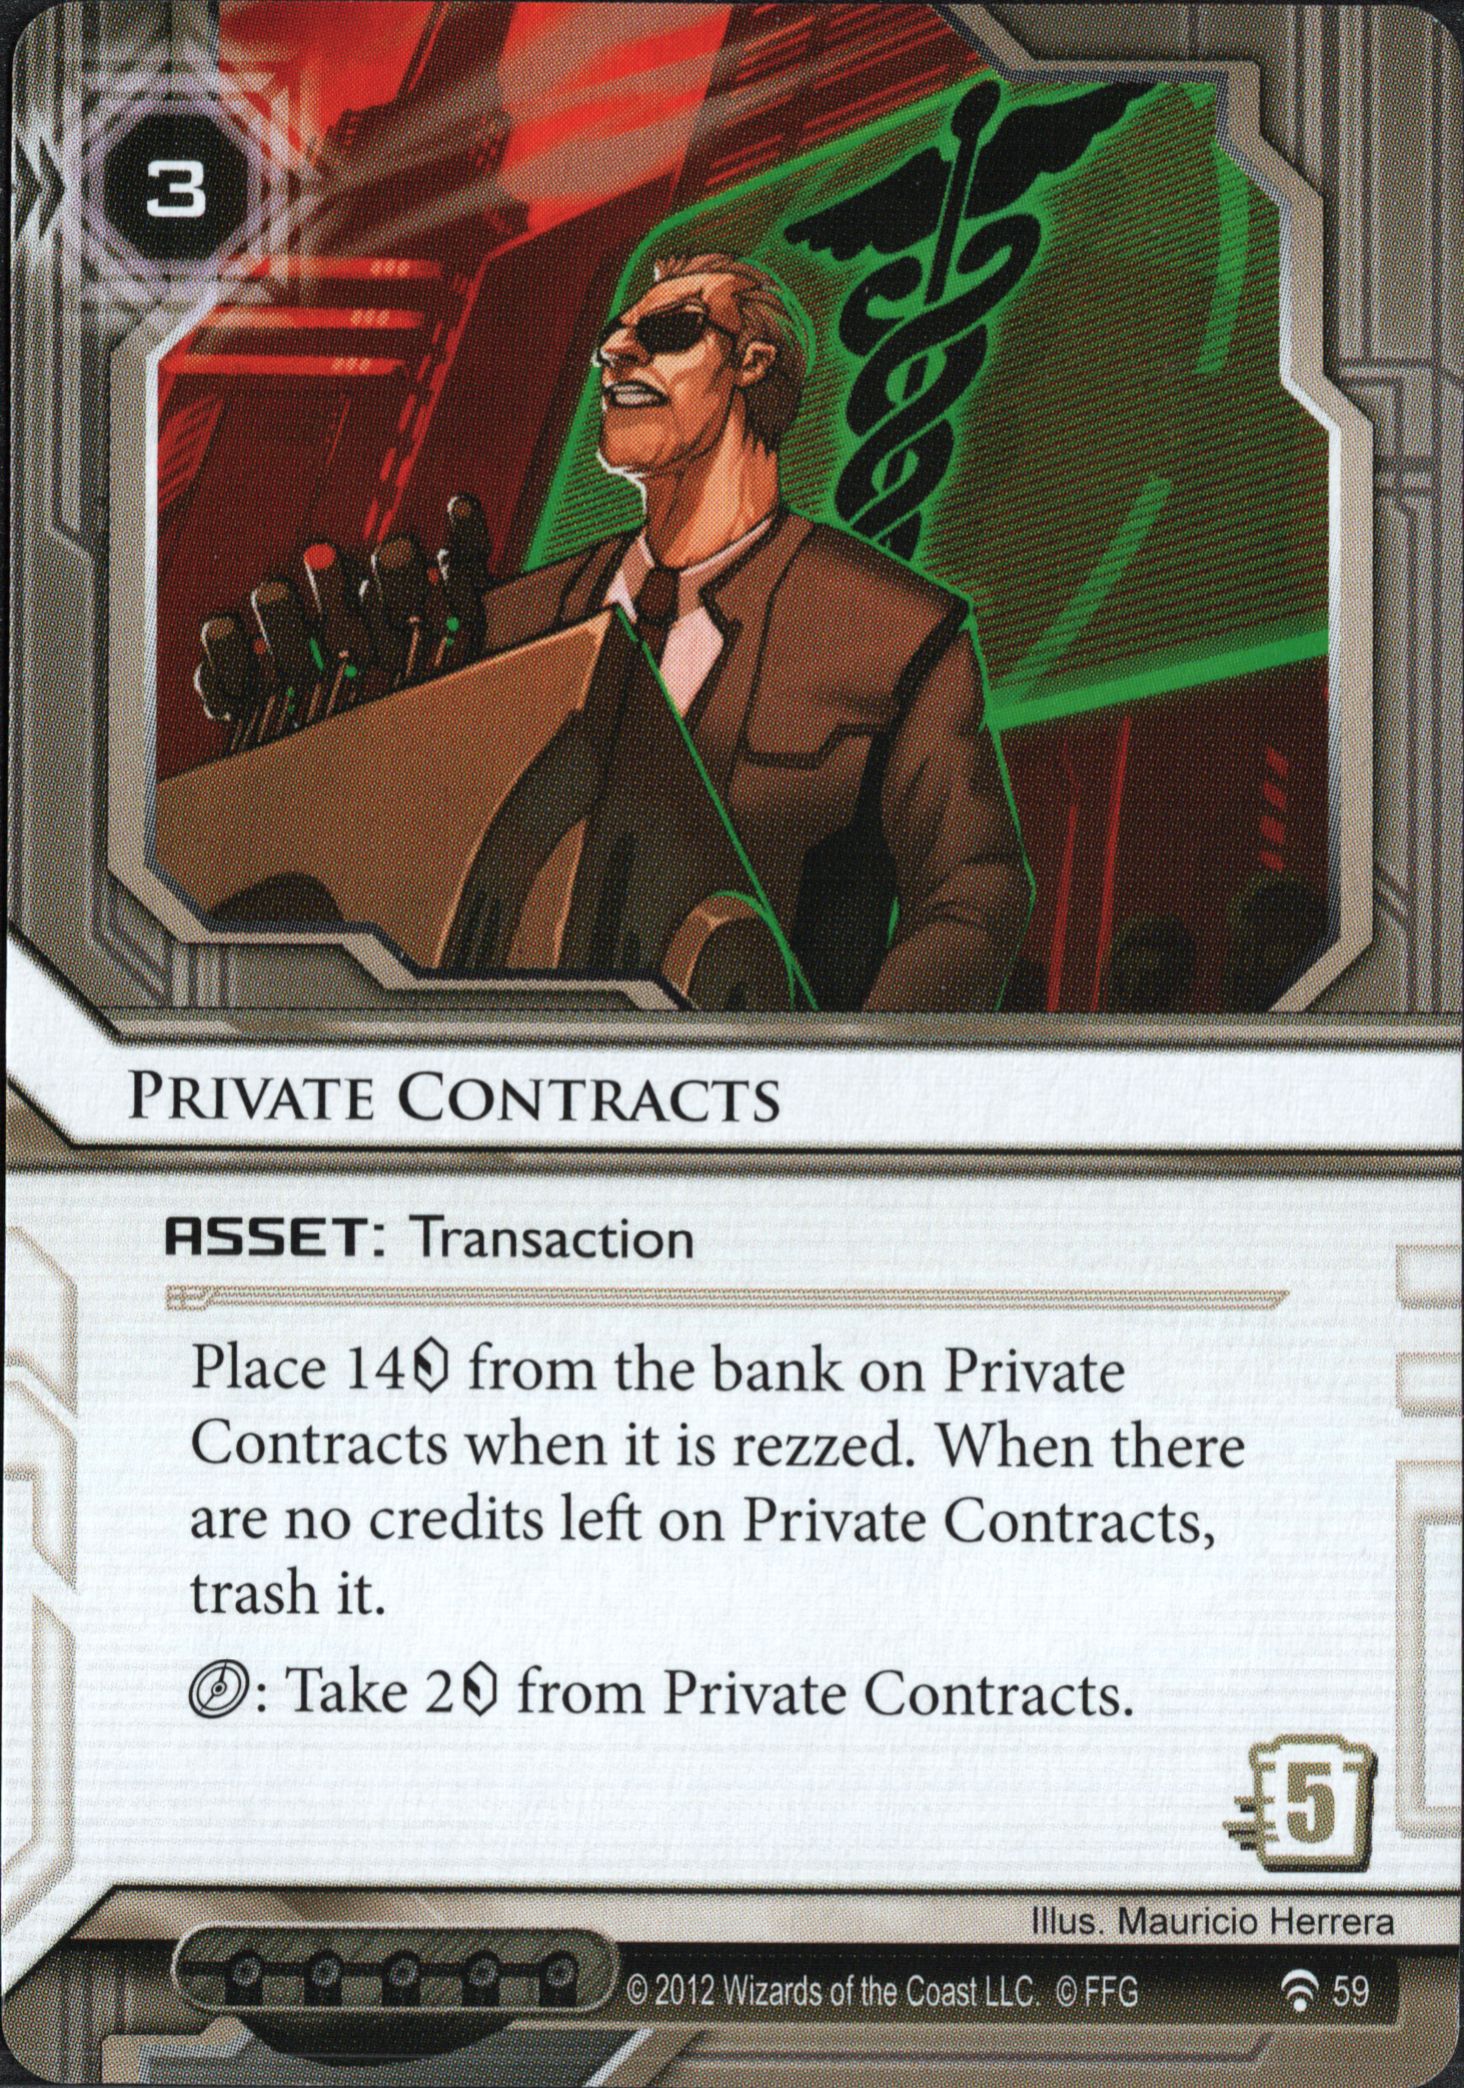 3
PRIVATE CONTRACTS
ASSET: Transaction
Place 14 from the bank on Private
Contracts when it is rezzed. When there
are no credits left on Private Contracts,
trash it.
: Take 2 from Private Contracts.
5
Illus. Mauricio Herrera
© 2012 Wizards of the Coast LLC. © FFG
59